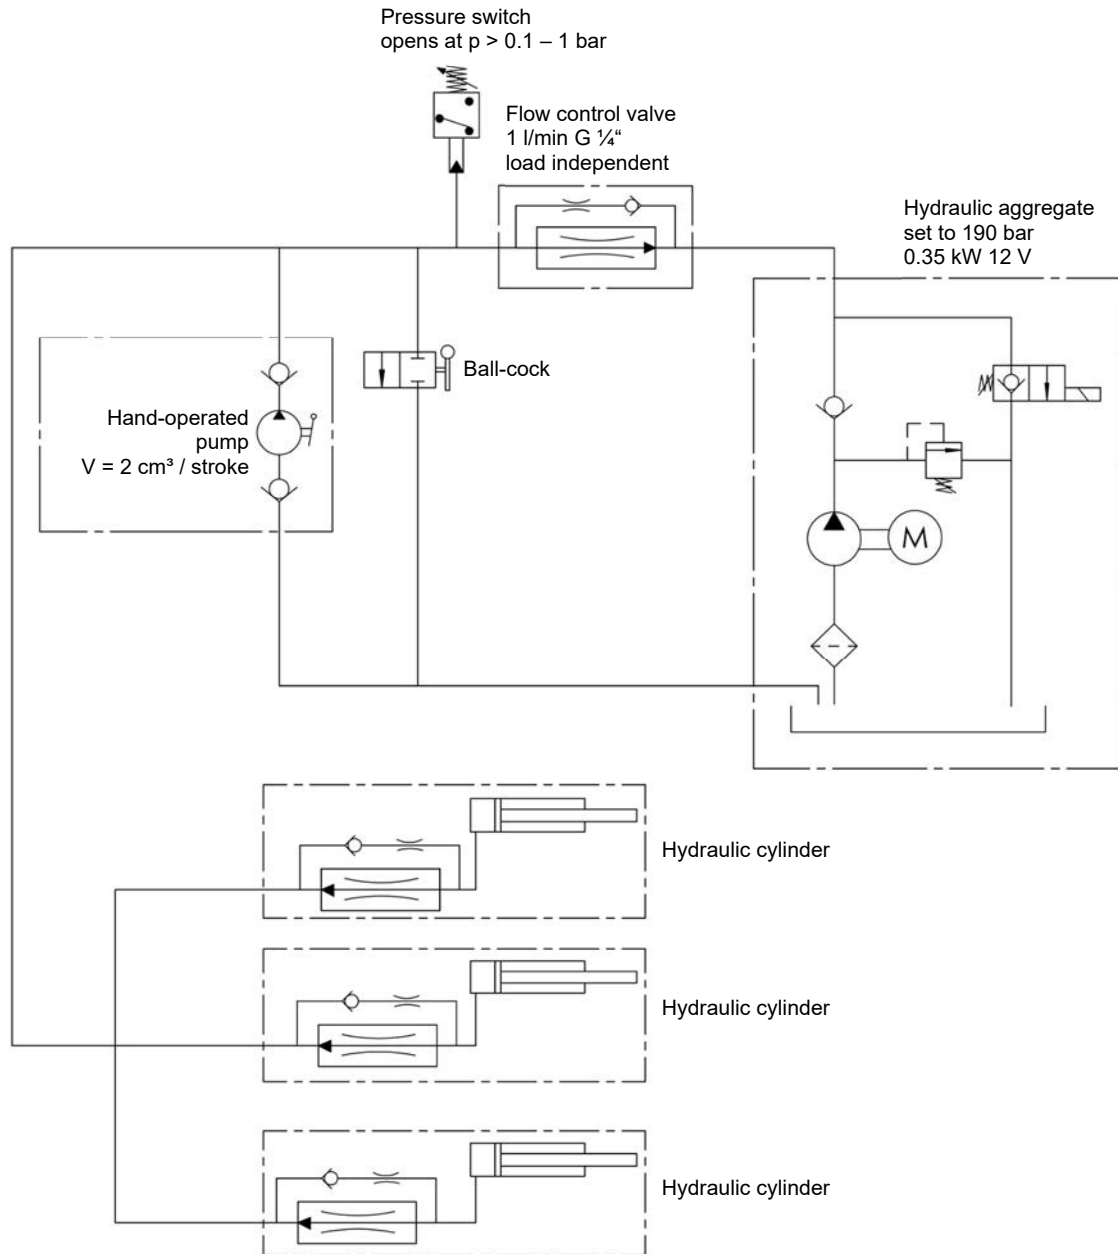 Pressure switch
opens at p > 0.1 – 1 bar
Flow control valve
1 l/min G ¼“
load independent
Hydraulic aggregate
set to 190 bar
0.35 kW 12 V
Ball-cock
Hand-operated
pump
V = 2 cm³ / stroke
M
Hydraulic cylinder
Hydraulic cylinder
Hydraulic cylinder